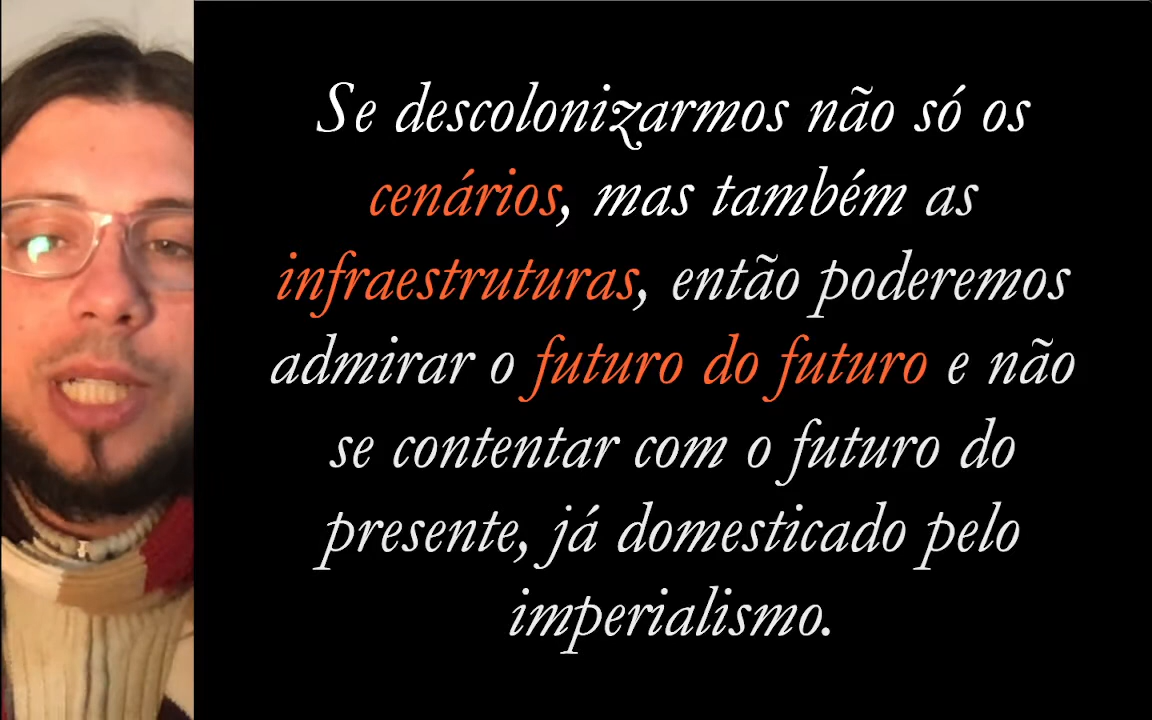 Se descolonizarmos não só os
cenários, mas também as
infraestruturas, então poderemos
admirar o futuro do futuro e não
se contentar com o futuro do
presente, já domesticado pelo
imperialismo.